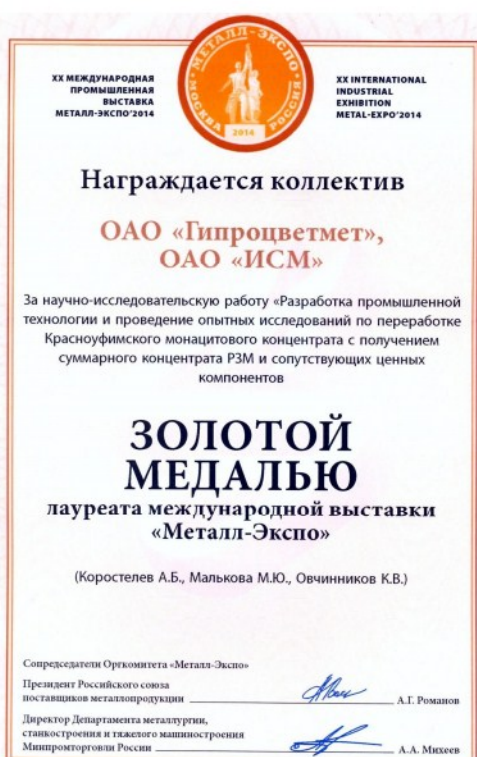 МЕТАЛЛ-ЭКСПО
МОСКВА РОССИЯ
2014
XX МЕЖДУНАРОДНАЯ
ПРОМЫШЛЕННАЯ
ВЫСТАВКА
МЕТАЛЛ-ЭКСПО'2014
XX INTERNATIONAL
INDUSTRIAL
EXHIBITION
METAL-EXPO'2014
Награждается коллектив
ОАО «Гипроцветмет»,
ОАО «ИСМ»
За научно-исследовательскую работу «Разработка промышленной
технологии и проведение опытных исследований по переработке
Красноуфимского монацитового концентрата с получением
суммарного концентрата РЗМ и сопутствующих ценных
компонентов
ЗОЛОТОЙ
МЕДАЛЬЮ
лауреата международной выставки
«Металл-Экспо»
(Коростелев А.Б., Малькова М.Ю., Овчинников К.В.)
Сопредседатели Оргкомитета «Металл-Экспо»
Президент Российского союза
поставщиков металлопродукции А.Г. Романов
Директор Департамента металлургии,
станкостроения и тяжелого машиностроения
Минпромторговли России А.А. Михеев